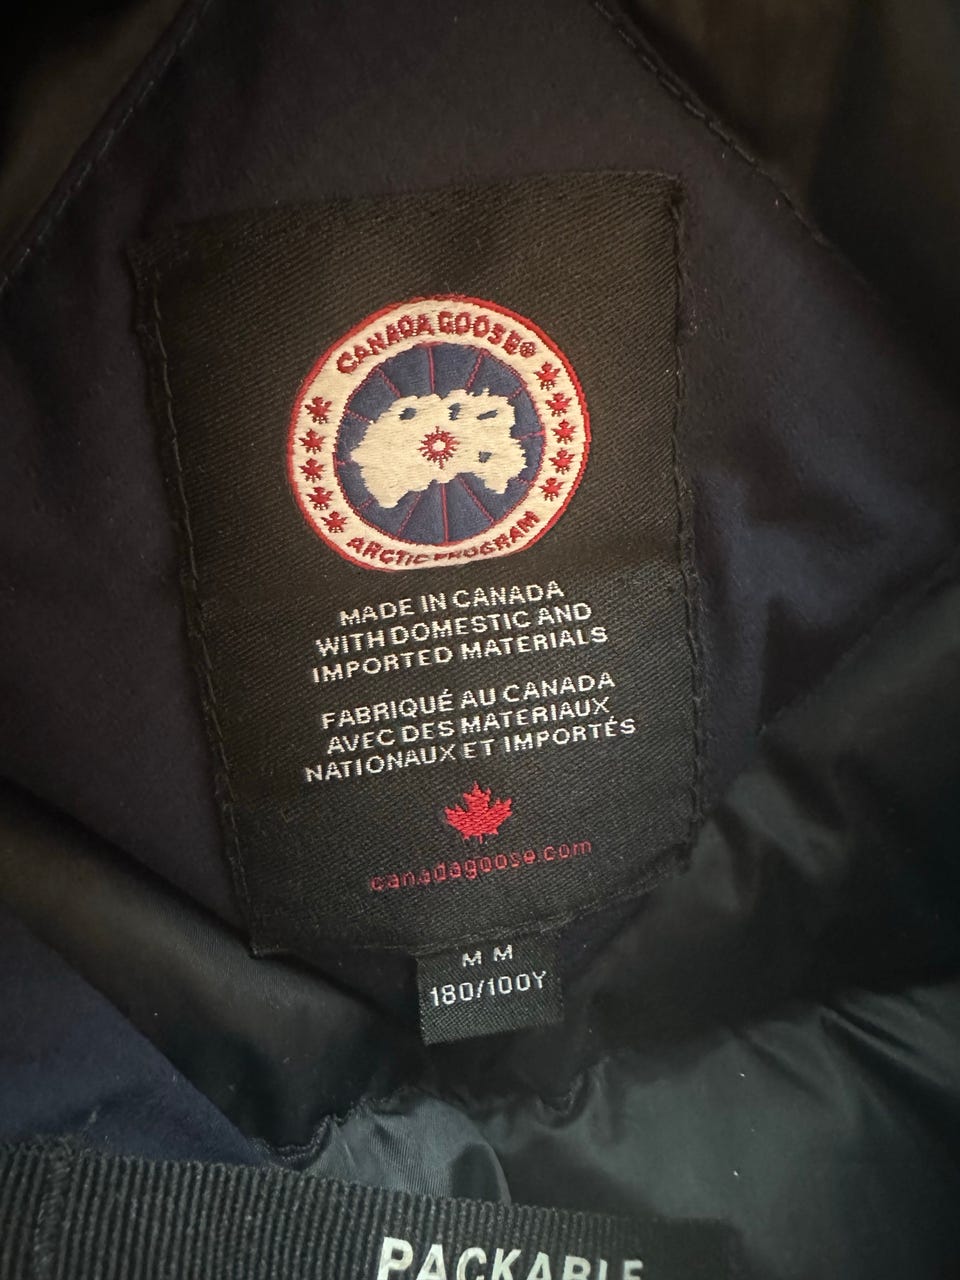 CANADA GOOSE®
ARCTIC PROGRAM
MADE IN CANADA
WITH DOMESTIC AND
IMPORTED MATERIALS
FABRIQUÉ AU CANADA
AVEC DES MATERIAUX
NATIONAUX ET IMPORTÉS
canadagoose.com
M M
180/100Y
PACKABLE